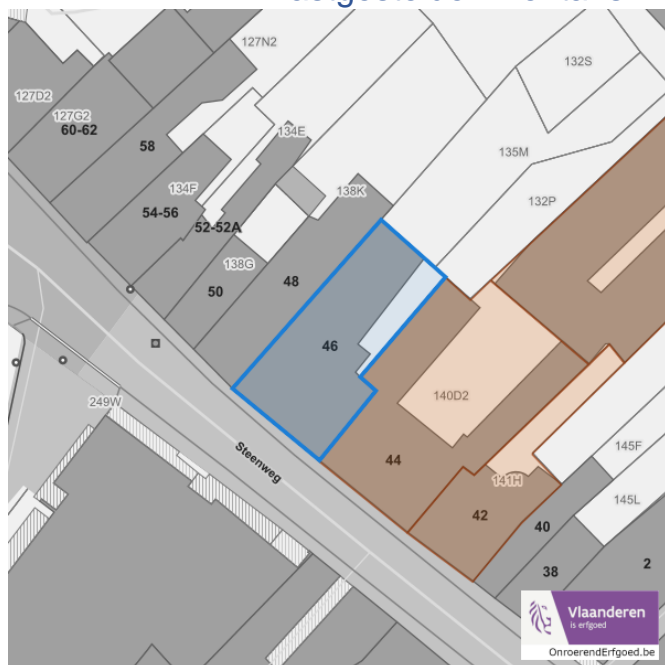 127N2
132S
127D2
127G2
60-62
134E
58
135M
134F
138K
54-56
132P
52-52A
138G
48
50
46
140D2
249W
Steenweg
44
145F
141H
42
145L
40
38
2
Vlaanderen
is erfgoed
OnroerendErfgoed.be